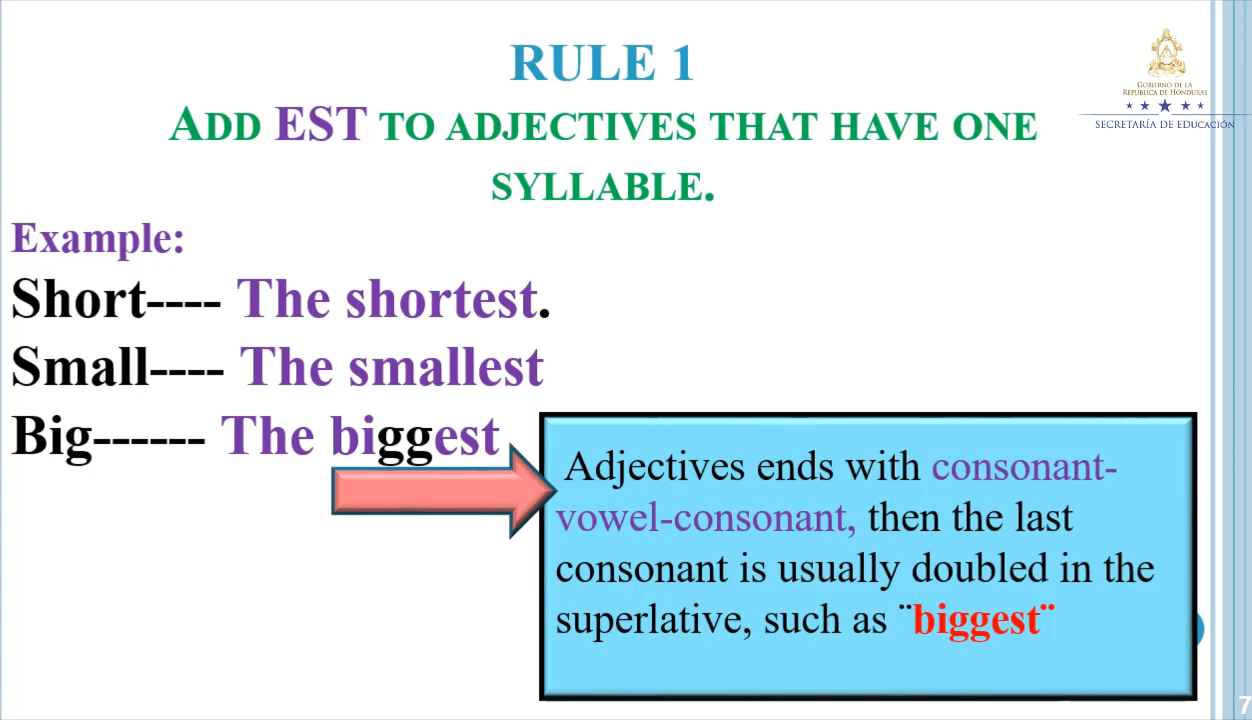 RULE 1
ADD EST TO ADJECTIVES THAT HAVE ONE
SYLLABLE.
GOBIERNO DE LA
REPÚBLICA DE HONDURAS
SECRETARÍA DE EDUCACIÓN
Example:
Short---- The shortest.
Small---- The smallest
Big------ The biggest
Adjectives ends with consonant-
vowel-consonant, then the last
consonant is usually doubled in the
superlative, such as ¨biggest¨
7